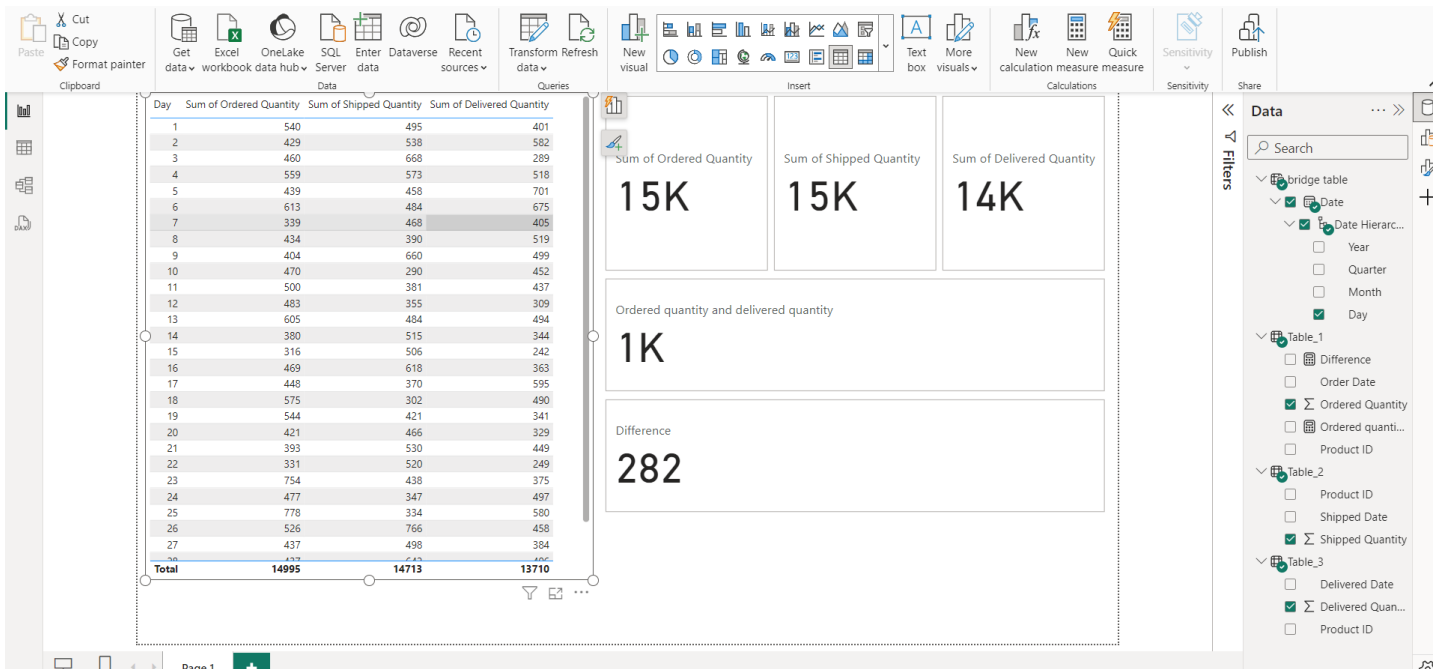 Paste
Cut
Copy
Format painter
Clipboard
Get data
Excel workbook
OneLake data hub
SQL Server
Enter data
Dataverse
Recent sources
Data
Transform data
Refresh
Queries
New visual
Text box
More visuals
Insert
New calculation
New measure
Quick measure
Calculations
Sensitivity
Sensitivity
Publish
Share
Day Sum of Ordered Quantity Sum of Shipped Quantity Sum of Delivered Quantity
1 540 495 401
2 429 538 582
3 460 668 289
4 559 573 518
5 439 458 701
6 613 484 675
7 339 468 405
8 434 390 519
9 404 660 499
10 470 290 452
11 500 381 437
12 483 355 309
13 605 484 494
14 380 515 344
15 316 506 242
16 469 618 363
17 448 370 595
18 575 302 490
19 544 421 341
20 421 466 329
21 393 530 449
22 331 520 249
23 754 438 375
24 477 347 497
25 778 334 580
26 526 766 458
27 437 498 384
Total 14995 14713 13710
Sum of Ordered Quantity
15K
Sum of Shipped Quantity
15K
Sum of Delivered Quantity
14K
Ordered quantity and delivered quantity
1K
Difference
282
Filters
Data
Search
bridge table
Date
Date Hierarc...
Year
Quarter
Month
Day
Table_1
Difference
Order Date
Ordered Quantity
Ordered quanti...
Product ID
Table_2
Product ID
Shipped Date
Shipped Quantity
Table_3
Delivered Date
Delivered Quan...
Product ID
Page 1